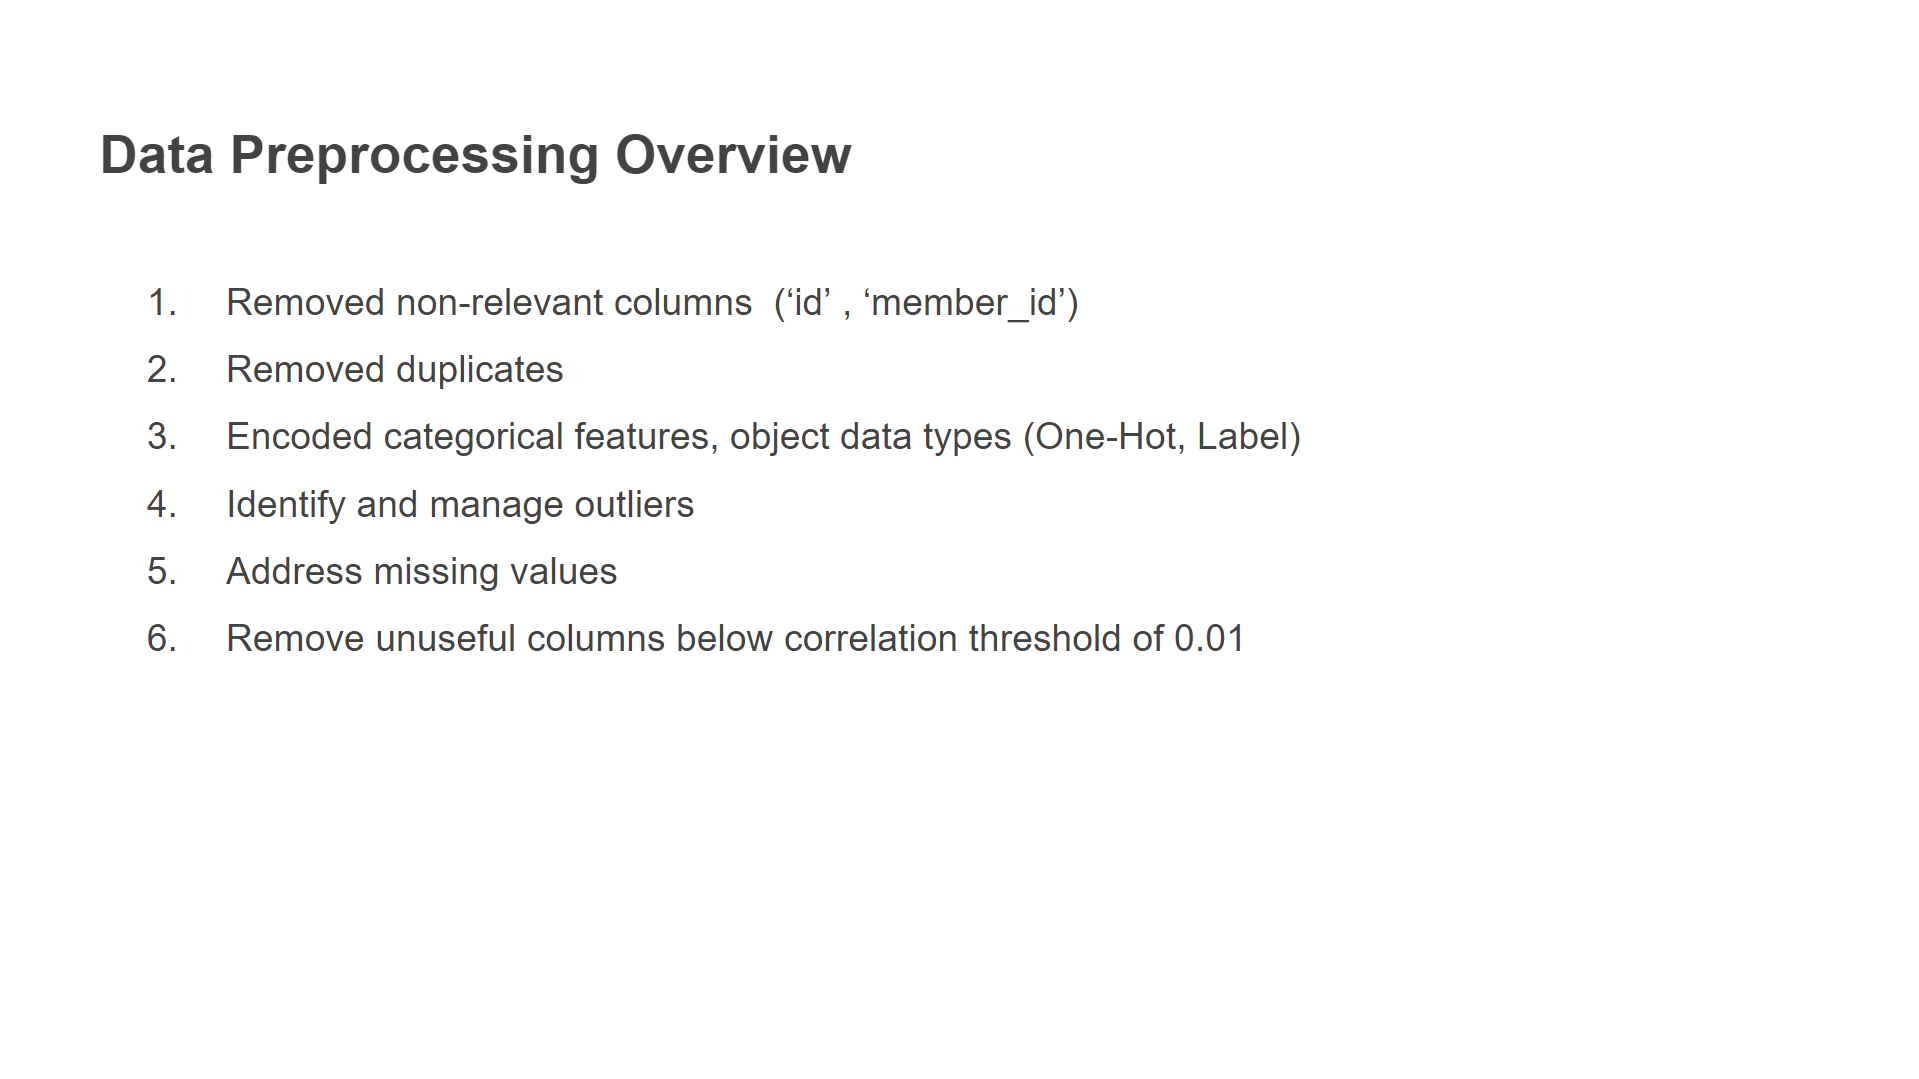 Data Preprocessing Overview
1. Removed non-relevant columns  (‘id’ , ‘member_id’)
2. Removed duplicates
3. Encoded categorical features, object data types (One-Hot, Label)
4. Identify and manage outliers
5. Address missing values
6. Remove unuseful columns below correlation threshold of 0.01